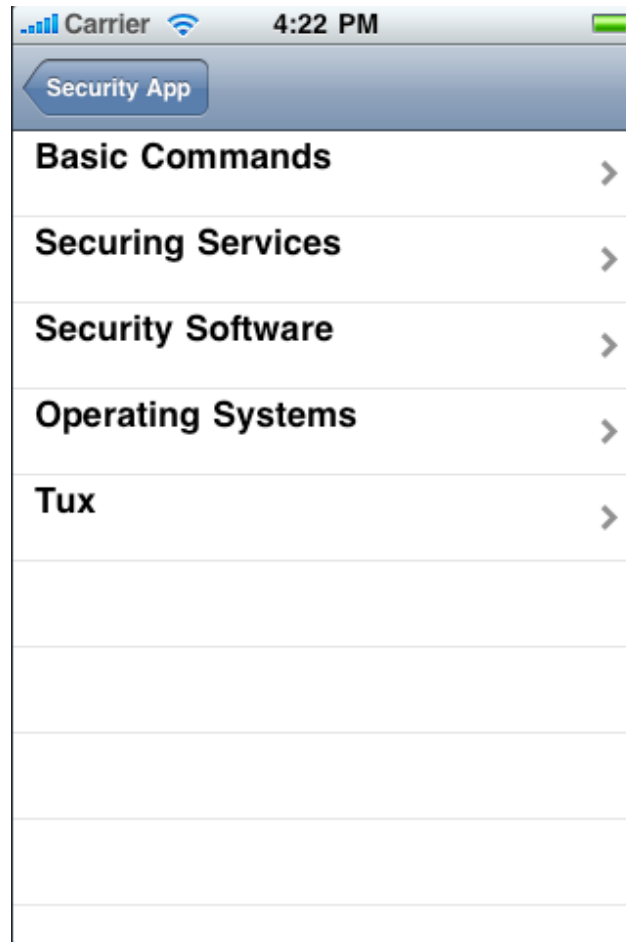 Carrier 4:22 PM
Security App
Basic Commands
Securing Services
Security Software
Operating Systems
Tux